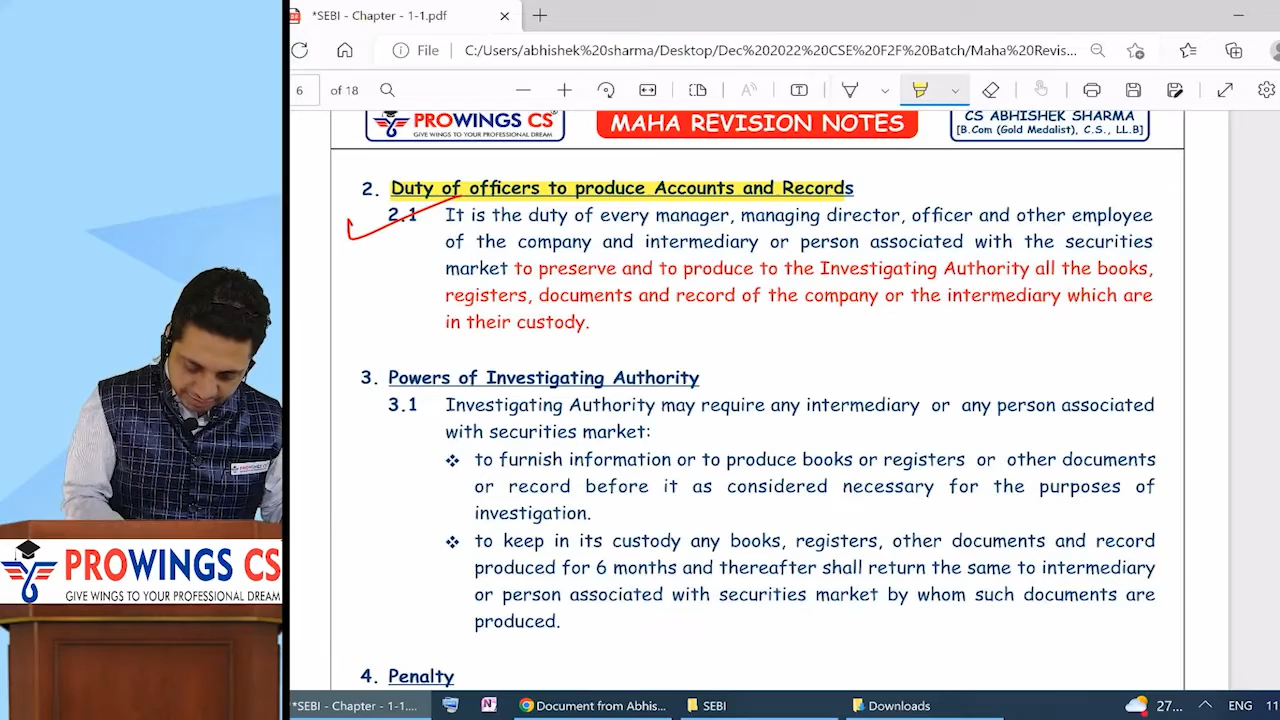 *SEBI - Chapter - 1-1.pdf
File
C:/Users/abhishek%20sharma/Desktop/Dec%202022%20CSE%20F2F%20Batch/Maha%20Revis...
6 of 18
PROWINGS CS
GIVE WINGS TO YOUR PROFESSIONAL DREAM
MAHA REVISION NOTES
CS ABHISHEK SHARMA
[B.Com (Gold Medalist), C.S., LL.B]
2. Duty of officers to produce Accounts and Records
2.1 It is the duty of every manager, managing director, officer and other employee
of the company and intermediary or person associated with the securities
market to preserve and to produce to the Investigating Authority all the books,
registers, documents and record of the company or the intermediary which are
in their custody.
3. Powers of Investigating Authority
3.1 Investigating Authority may require any intermediary or any person associated
with securities market:
❖ to furnish information or to produce books or registers or other documents
or record before it as considered necessary for the purposes of
investigation.
❖ to keep in its custody any books, registers, other documents and record
produced for 6 months and thereafter shall return the same to intermediary
or person associated with securities market by whom such documents are
produced.
4. Penalty
PROWINGS CS
GIVE WINGS TO YOUR PROFESSIONAL DREAM
*SEBI - Chapter - 1-1....
Document from Abhis...
SEBI
Downloads
27...
ENG
11